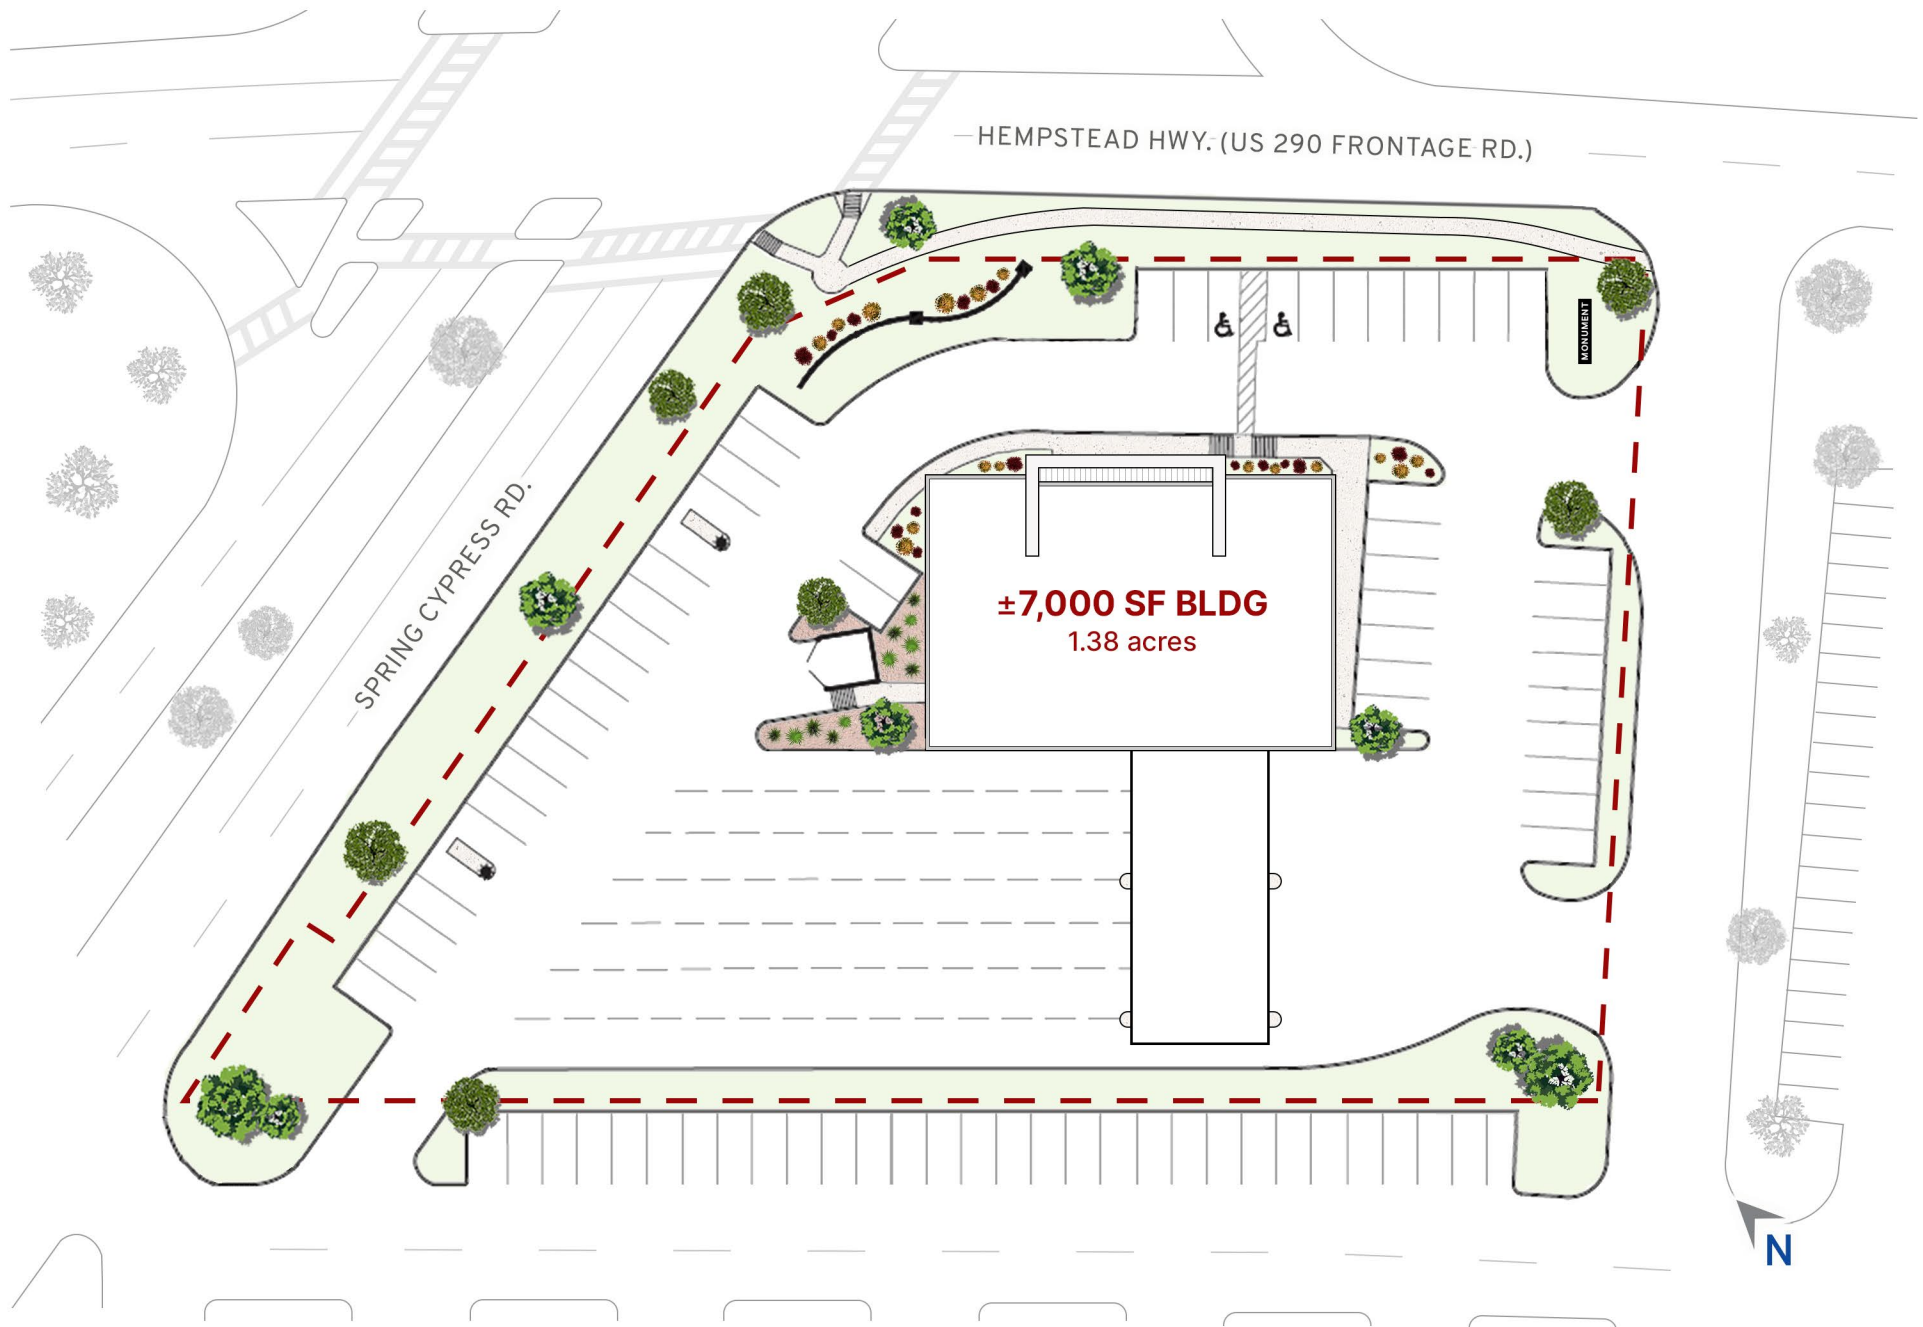 HEMPSTEAD HWY. (US 290 FRONTAGE RD.)
MONUMENT
SPRING CYPRESS RD.
±7,000 SF BLDG
1.38 acres
N